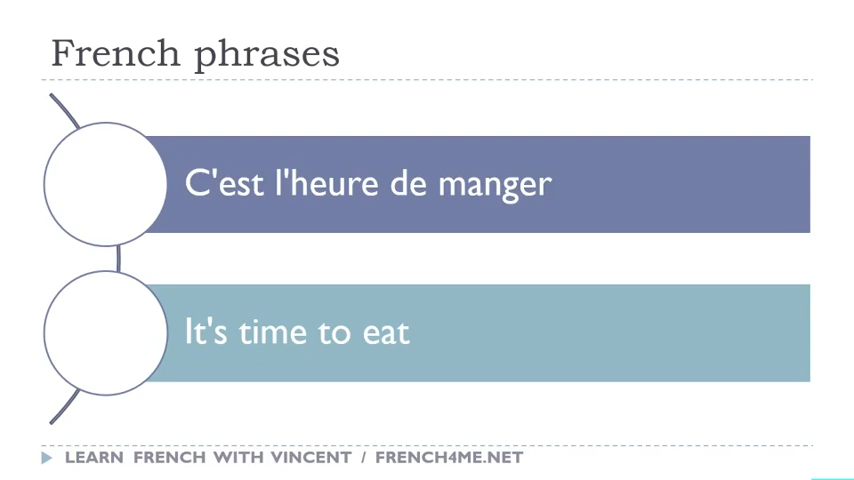 French phrases
C'est l'heure de manger
It's time to eat
LEARN FRENCH WITH VINCENT / FRENCH4ME.NET